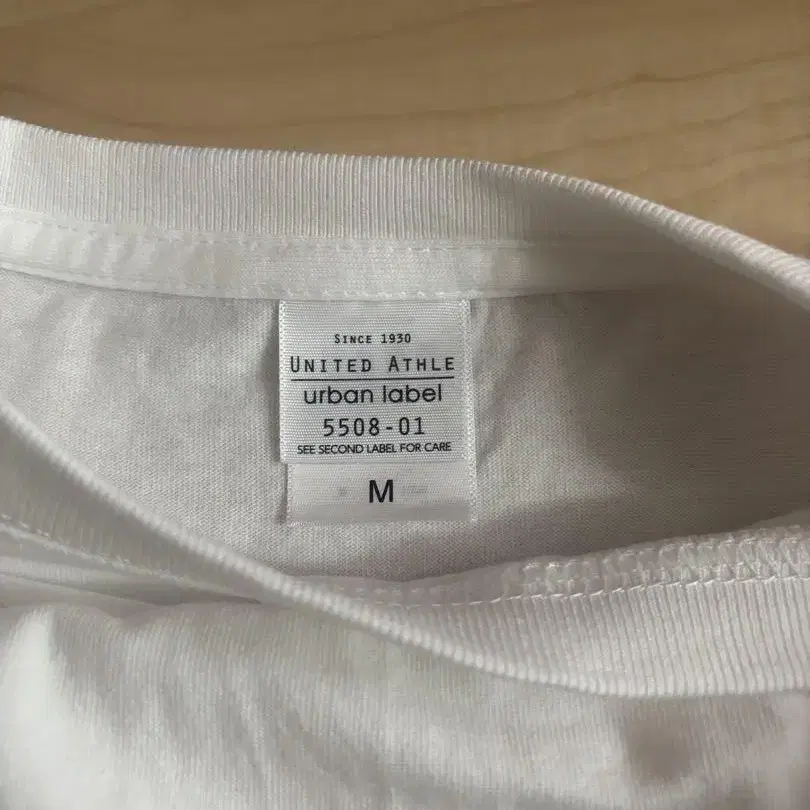 SINCE 1930
UNITED ATHLE
urban label
5508-01
SEE SECOND LABEL FOR CARE
M